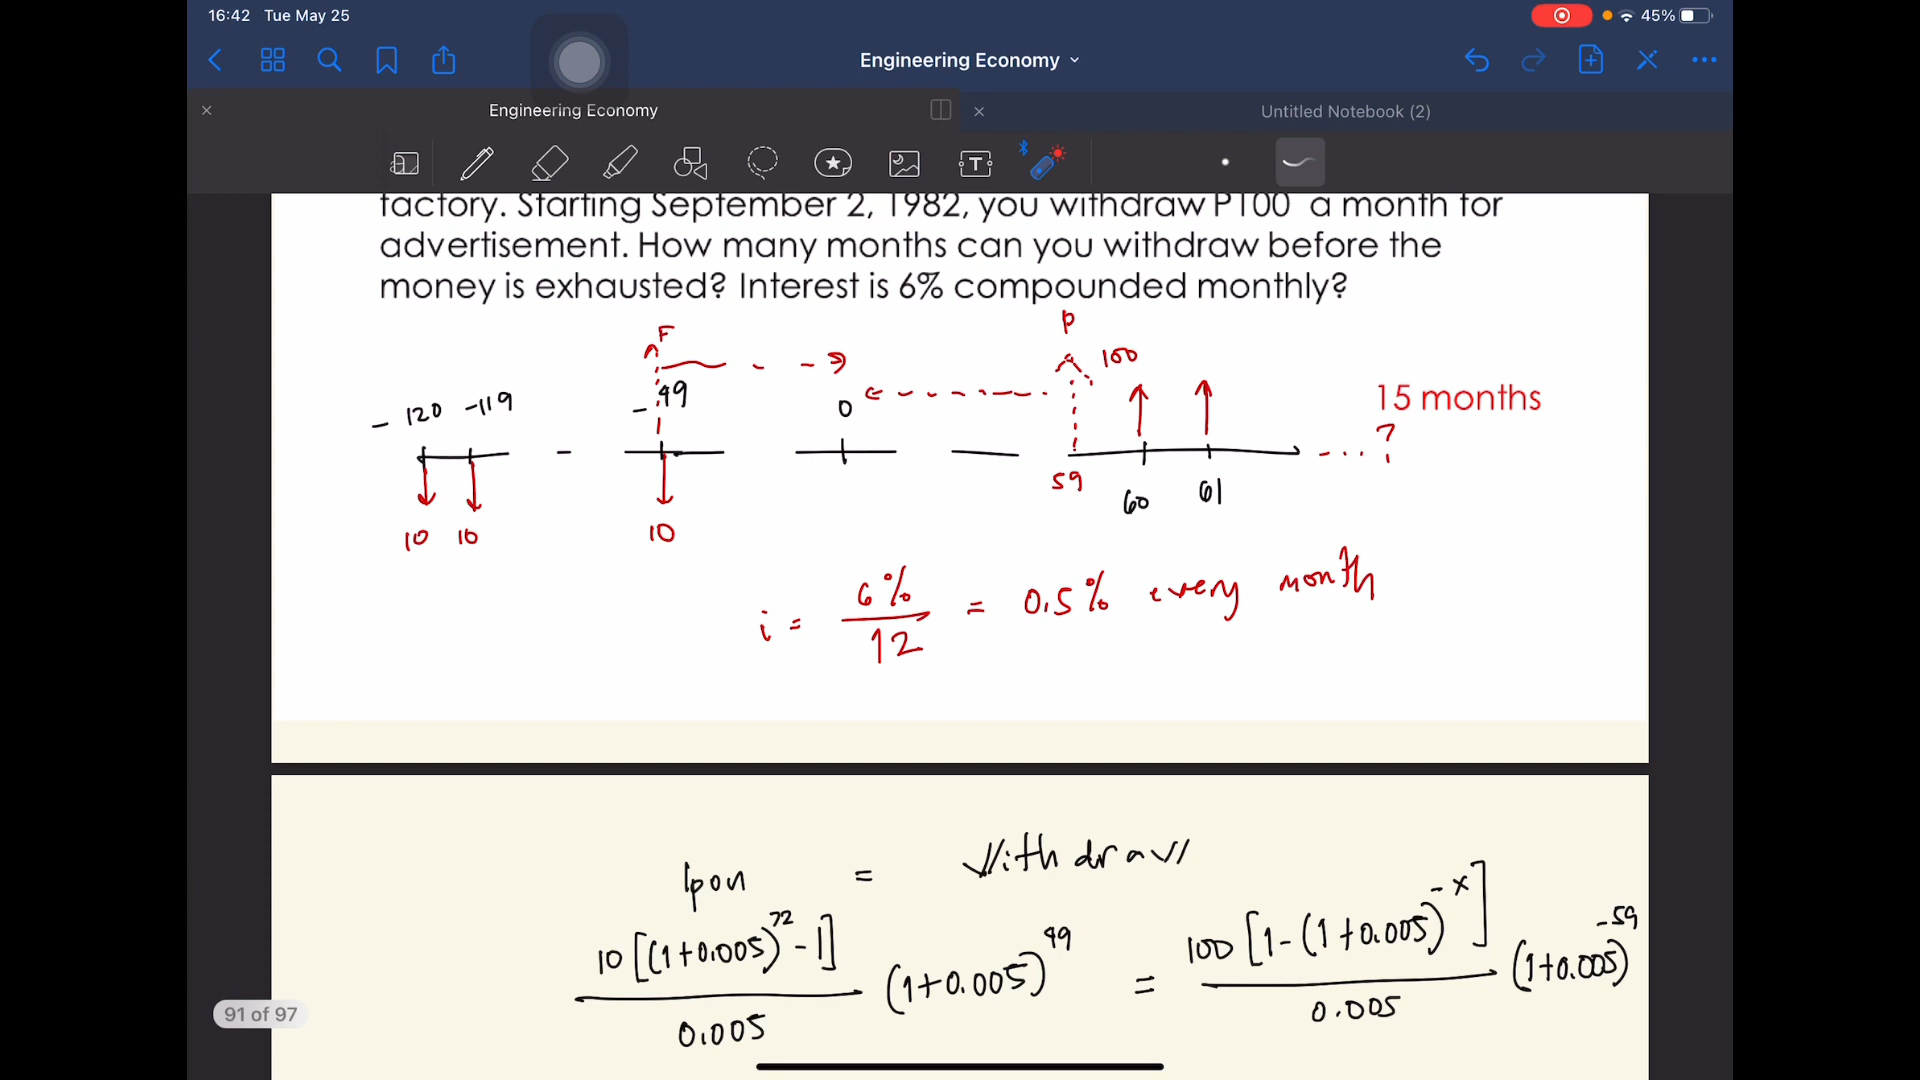 16:42 Tue May 25 45%
Engineering Economy
Engineering Economy Untitled Notebook (2)
factory. Starting September 2, 1982, you withdraw P100 a month for
advertisement. How many months can you withdraw before the
money is exhausted? Interest is 6% compounded monthly?
F P
100
-120 -119 -49 0 15 months
?
59 60 61
10 10 10
i = 6%/12 = 0.5% every month
Ipon = Withdraw
10[(1+0.005)^72 - 1]/0.005 (1+0.005)^49 = 100[1-(1+0.005)^-x]/0.005 (1+0.005)^-59
91 of 97